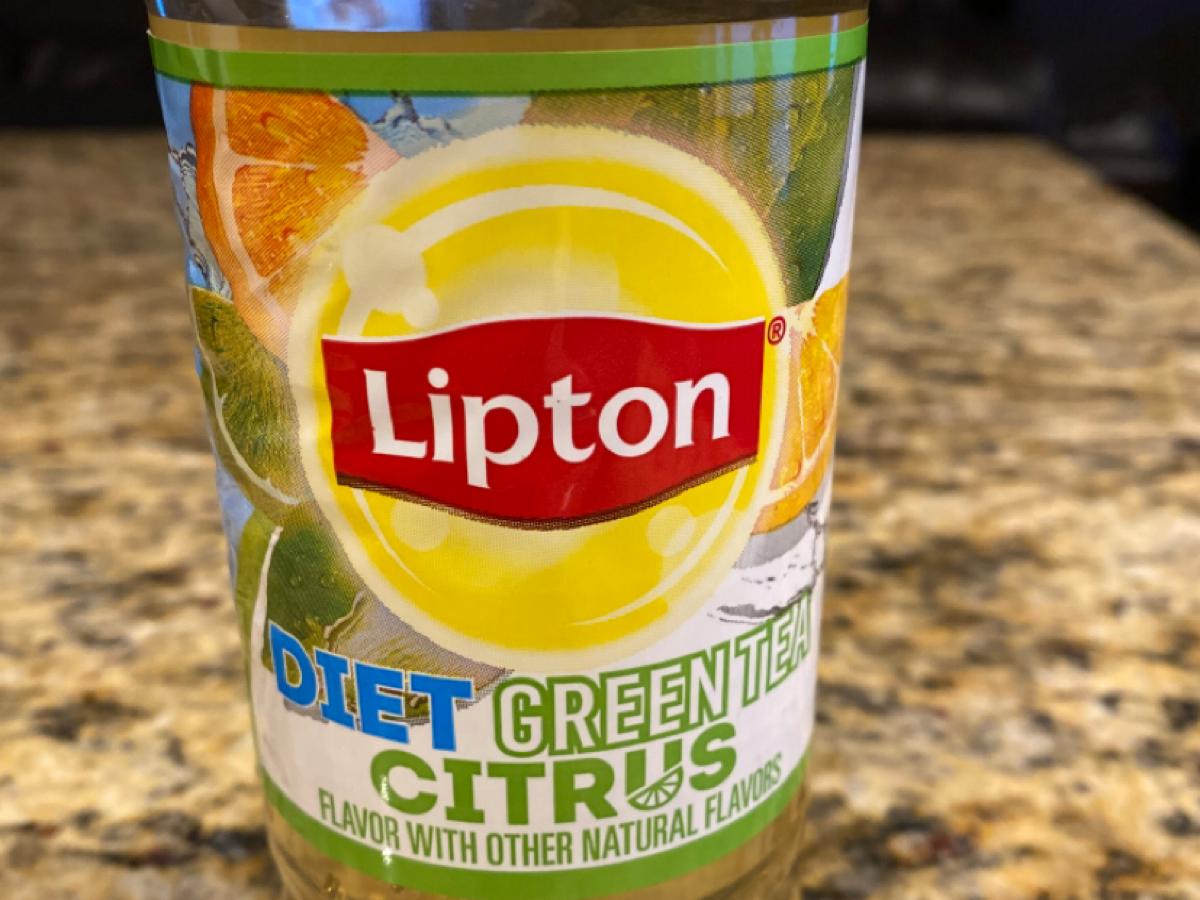 Lipton®
DIET GREEN TEA
CITRUS
FLAVOR WITH OTHER NATURAL FLAVORS